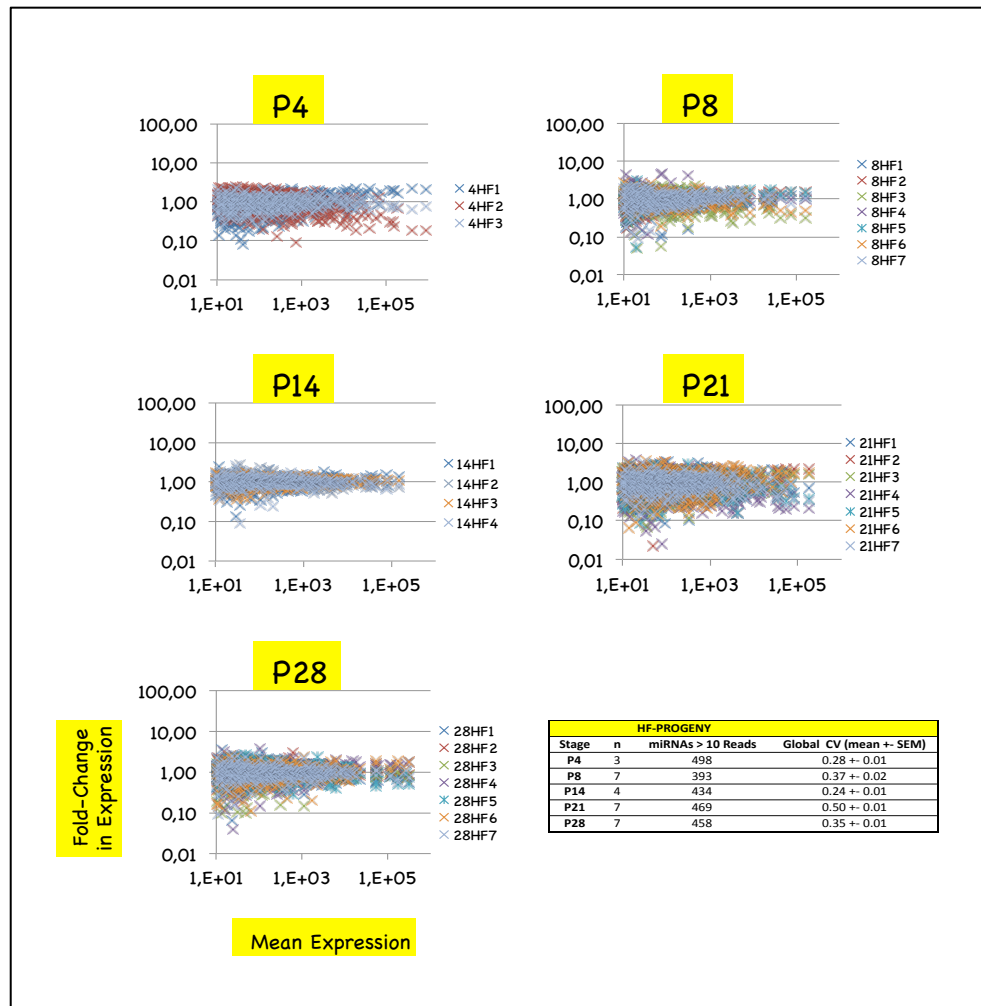 P4
100,00
10,00
1,00
0,10
0,01
1,E+01 1,E+03 1,E+05
4HF1
4HF2
4HF3
P8
100,00
10,00
1,00
0,10
0,01
1,E+01 1,E+03 1,E+05
8HF1
8HF2
8HF3
8HF4
8HF5
8HF6
8HF7
P14
100,00
10,00
1,00
0,10
0,01
1,E+01 1,E+03 1,E+05
14HF1
14HF2
14HF3
14HF4
P21
100,00
10,00
1,00
0,10
0,01
1,E+01 1,E+03 1,E+05
21HF1
21HF2
21HF3
21HF4
21HF5
21HF6
21HF7
P28
100,00
10,00
1,00
0,10
0,01
1,E+01 1,E+03 1,E+05
28HF1
28HF2
28HF3
28HF4
28HF5
28HF6
28HF7
Fold-Change
in Expression
Mean Expression
HF-PROGENY
Stage n miRNAs > 10 Reads Global CV (mean +- SEM)
P4 3 498 0.28 +- 0.01
P8 7 393 0.37 +- 0.02
P14 4 434 0.24 +- 0.01
P21 7 469 0.50 +- 0.01
P28 7 458 0.35 +- 0.01